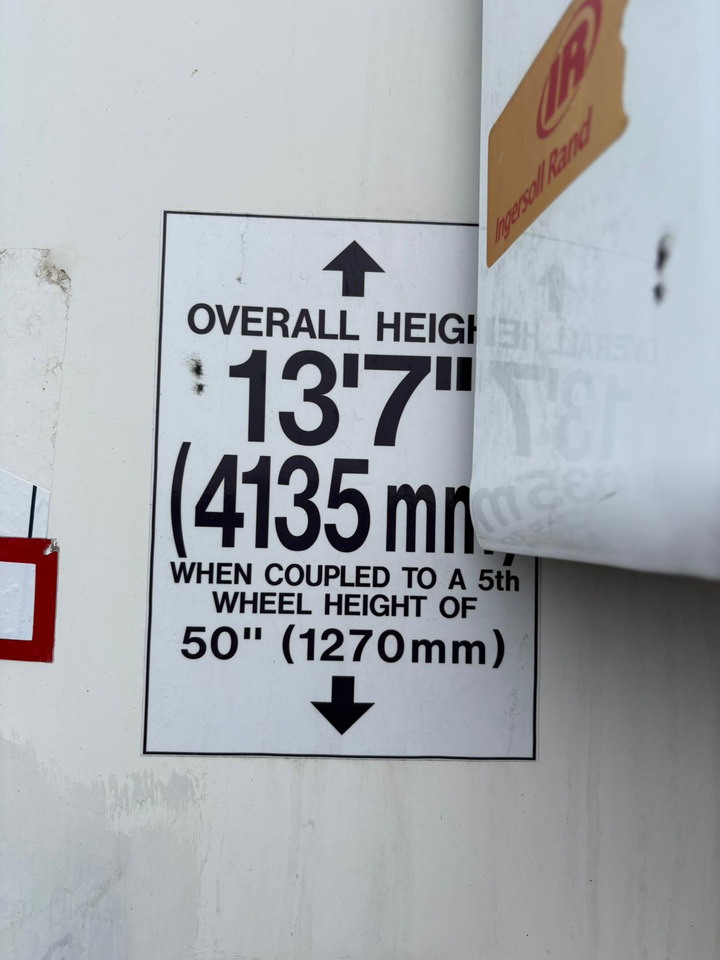 IR
Ingersoll Rand
OVERALL HEIGH
13'7"
(4135 mm)
WHEN COUPLED TO A 5th
WHEEL HEIGHT OF
50" (1270mm)